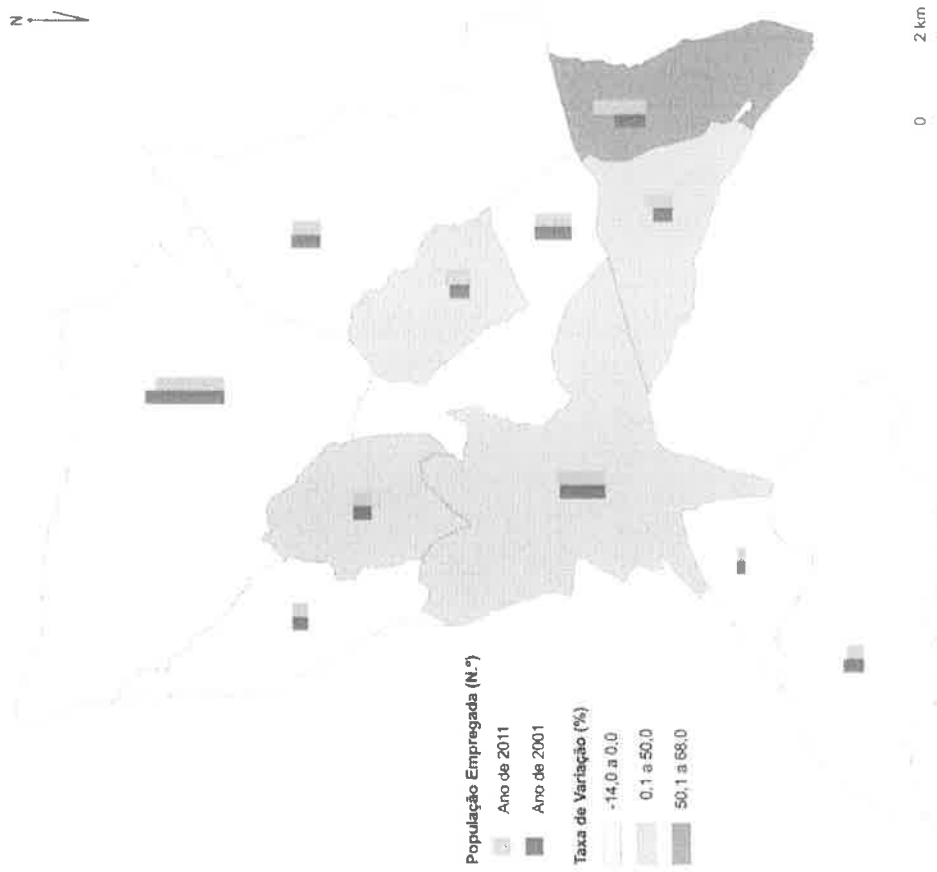 N
População Empregada (N.º)
Ano de 2011
Ano de 2001
Taxa de Variação (%)
-14,0 a 0,0
0,1 a 50,0
50,1 a 68,0
0
2 km